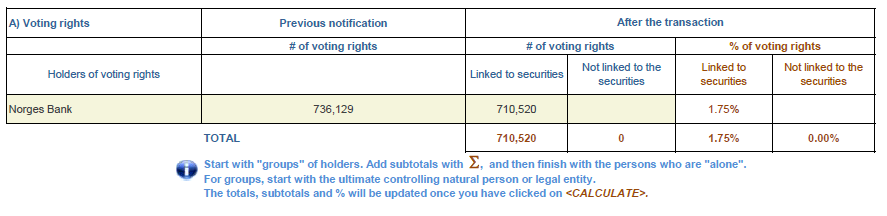 A) Voting rights Previous notification After the transaction
# of voting rights # of voting rights % of voting rights
Holders of voting rights Linked to securities Not linked to the securities Linked to securities Not linked to the securities
Norges Bank 736,129 710,520 1.75%
TOTAL 710,520 0 1.75% 0.00%
Start with "groups" of holders. Add subtotals with Σ, and then finish with the persons who are "alone".
For groups, start with the ultimate controlling natural person or legal entity.
The totals, subtotals and % will be updated once you have clicked on <CALCULATE>.